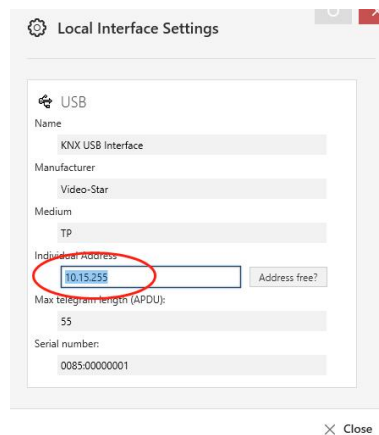 Local Interface Settings
USB
Name
KNX USB Interface
Manufacturer
Video-Star
Medium
TP
Individual Address
10.15.255
Address free?
Max telegram length (APDU):
55
Serial number:
0085:00000001
Close